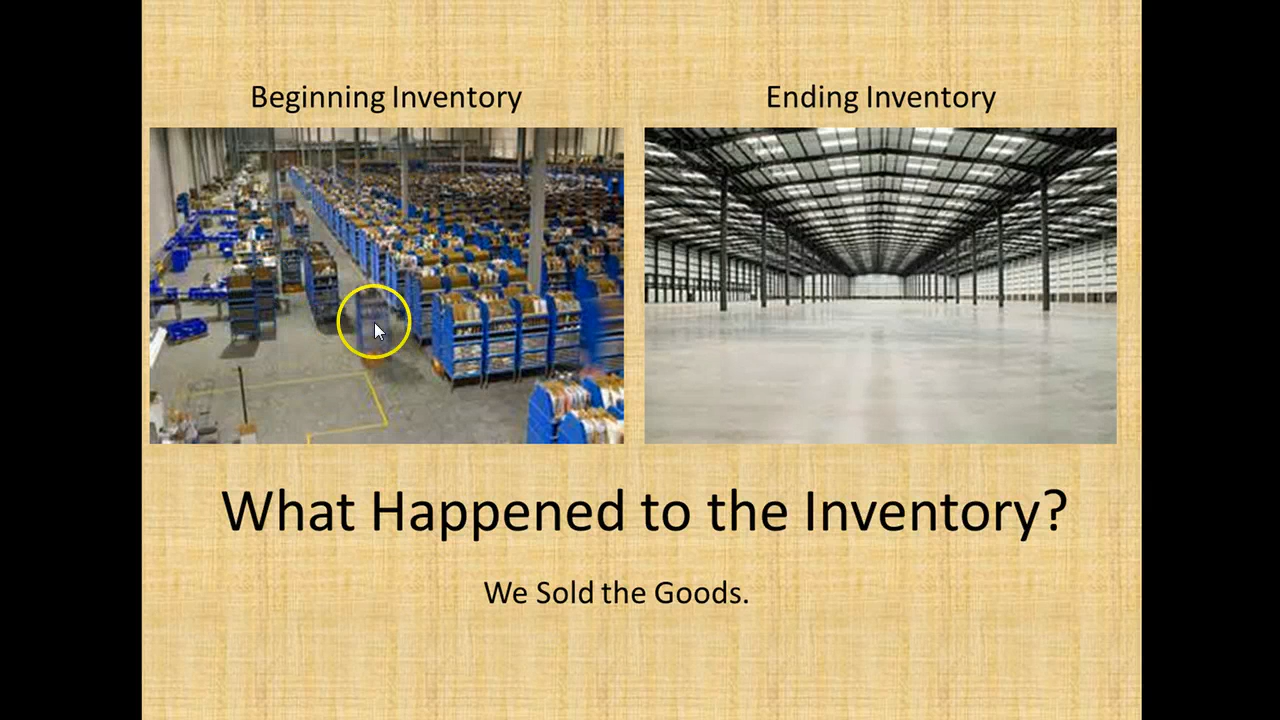 Beginning Inventory
Ending Inventory
What Happened to the Inventory?
We Sold the Goods.